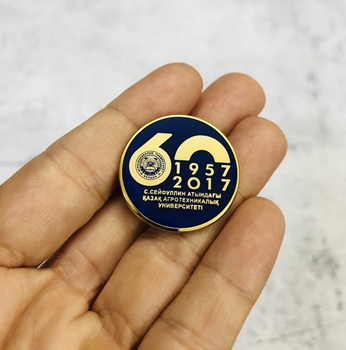 60
1957
2017
С.СЕЙФУЛЛИН АТЫНДАҒЫ
ҚАЗАҚ АГРОТЕХНИКАЛЫҚ
УНИВЕРСИТЕТІ